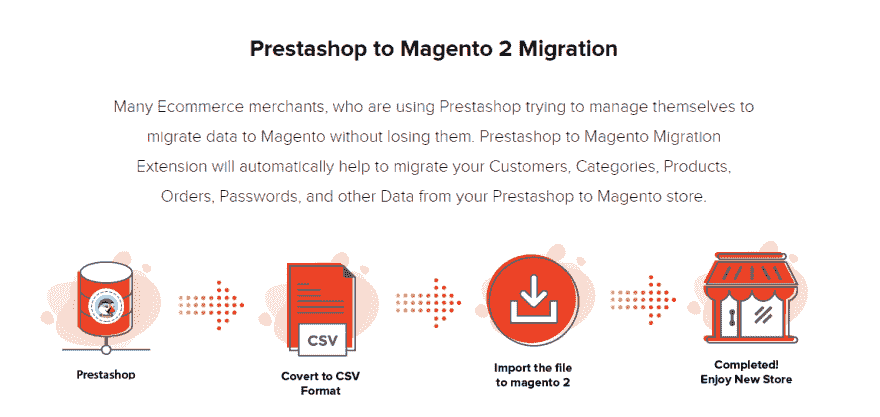 Prestashop to Magento 2 Migration
Many Ecommerce merchants, who are using Prestashop trying to manage themselves to
migrate data to Magento without losing them. Prestashop to Magento Migration
Extension will automatically help to migrate your Customers, Categories, Products,
Orders, Passwords, and other Data from your Prestashop to Magento store.
CSV
Prestashop
Covert to CSV
Format
Import the file
to magento 2
Completed!
Enjoy New Store